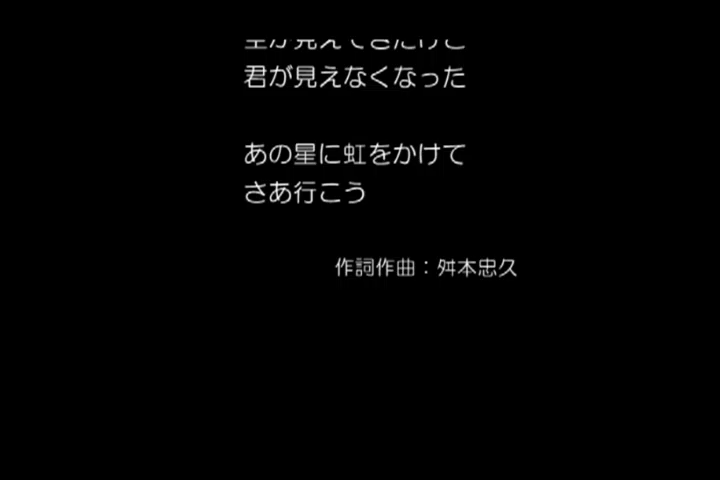 君が見えなくなった
あの星に虹をかけて
さあ行こう
作詞作曲：舛本忠久